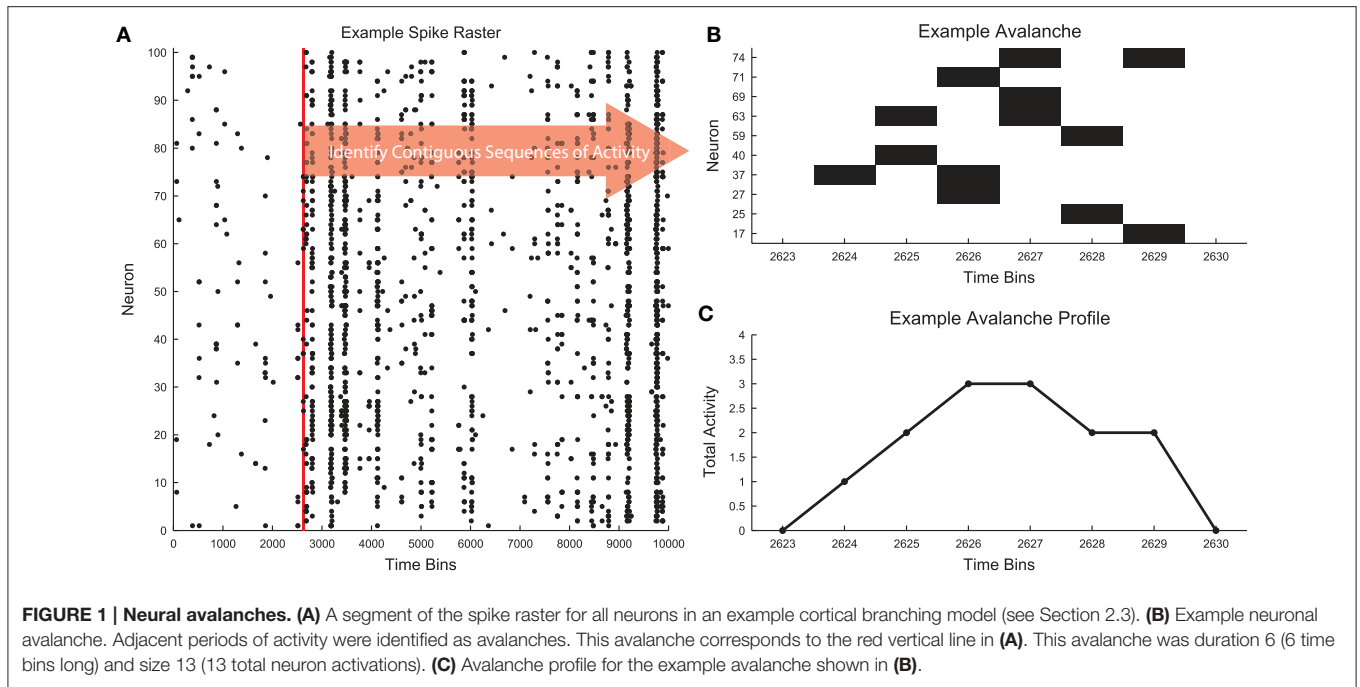 A
Example Spike Raster
100
90
80
70
60
50
40
30
20
10
0
Neuron
0 1000 2000 3000 4000 5000 6000 7000 8000 9000 10000
Time Bins
Identify Contiguous Sequences of Activity
B
Example Avalanche
74
71
69
63
59
40
37
27
25
17
Neuron
2623 2624 2625 2626 2627 2628 2629 2630
Time Bins
C
Example Avalanche Profile
4
3.5
3
2.5
2
1.5
1
0.5
0
Total Activity
2623 2624 2625 2626 2627 2628 2629 2630
Time Bins
FIGURE 1 | Neural avalanches. (A) A segment of the spike raster for all neurons in an example cortical branching model (see Section 2.3). (B) Example neuronal
avalanche. Adjacent periods of activity were identified as avalanches. This avalanche corresponds to the red vertical line in (A). This avalanche was duration 6 (6 time
bins long) and size 13 (13 total neuron activations). (C) Avalanche profile for the example avalanche shown in (B).